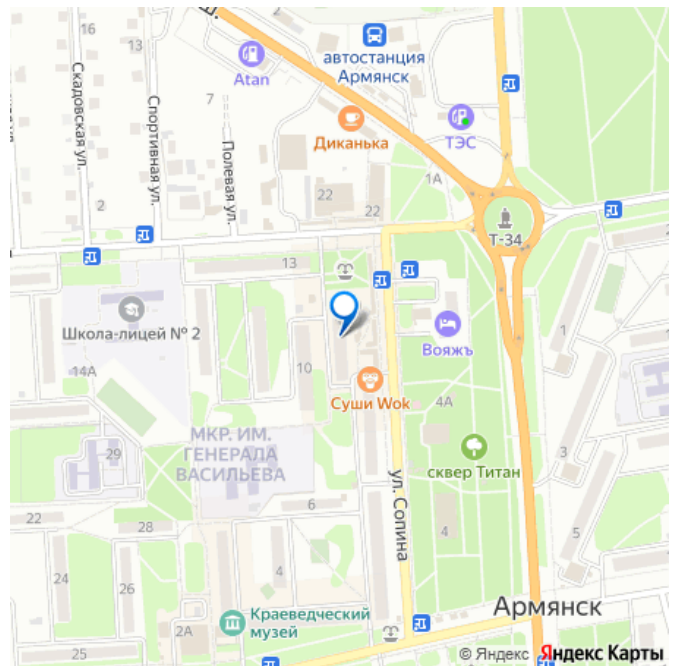 16
ш.
автостанция
Армянск
13
Atan
Скадовская ул.
Спортивная ул.
7
Полевая ул.
Диканька
ТЭС
22
1А
2
22
Т-34
2
13
Школа-лицей № 2
1
Вояжъ
14А
10
Суши Wok
4А
МКР. ИМ.
ГЕНЕРАЛА
ВАСИЛЬЕВА
29
сквер Титан
3
ул. Сопина
6
22
28
4
5
24
26
4
Армянск
Краеведческий
музей
2А
25
© Яндекс Яндекс Карты